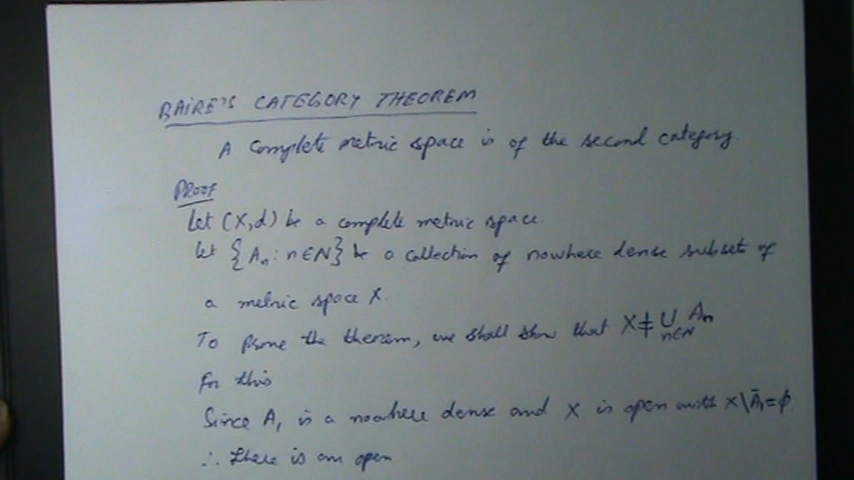 BAIRE'S CATEGORY THEOREM
A Complete metric space is of the second category.
PROOF
Let (X,d) be a complete metric space.
Let {Aₙ : n∈N} be a collection of nowhere dense subset of
a metric space X.
To prove the theorem, we shall show that X ≠ ∪ Aₙ
n∈N
For this
Since A₁ is a nowhere dense and X is open with X\Ā₁=ϕ
∴ there is an open